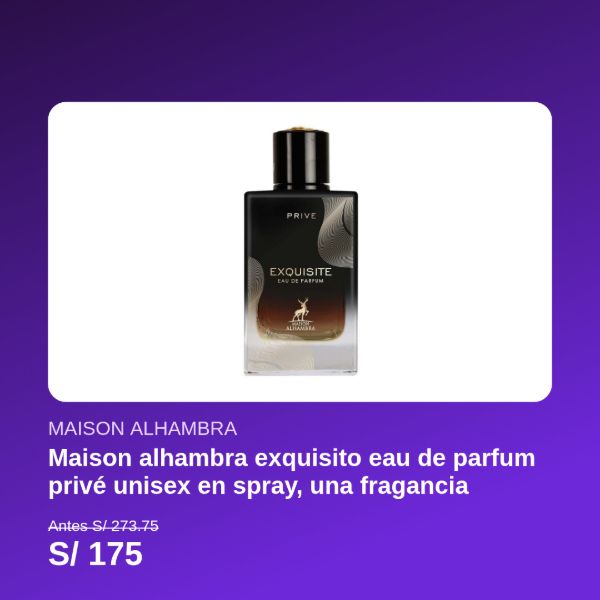 PRIVE
EXQUISITE
EAU DE PARFUM
MAISON
ALHAMBRA
MAISON ALHAMBRA
Maison alhambra exquisito eau de parfum
privé unisex en spray, una fragancia
Antes S/ 273.75
S/ 175